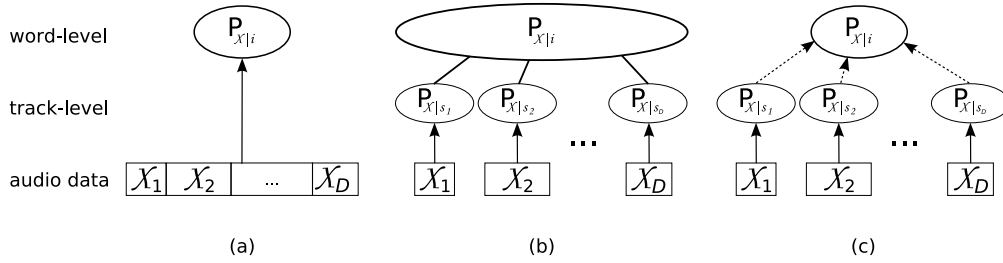 word-level P_{X|i} P_{X|i} P_{X|i}
track-level P_{X|s_1} P_{X|s_2} P_{X|s_D} P_{X|s_1} P_{X|s_2} P_{X|s_D}
... ...
audio data X_1 X_2 ... X_D X_1 X_2 X_D X_1 X_2 X_D
(a) (b) (c)